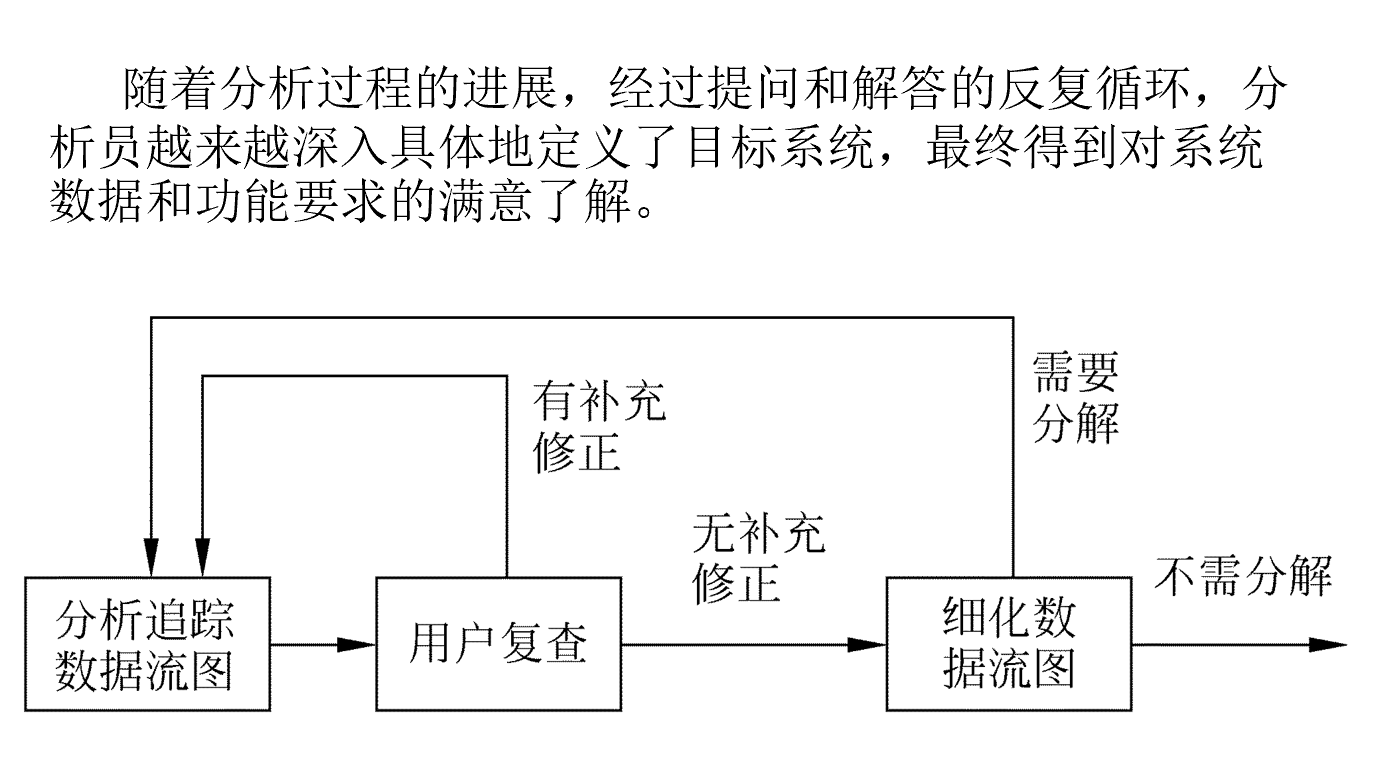 随着分析过程的进展，经过提问和解答的反复循环，分
析员越来越深入具体地定义了目标系统，最终得到对系统
数据和功能要求的满意了解。
需要
分解
有补充
修正
无补充
修正
不需分解
分析追踪
数据流图
用户复查
细化数
据流图